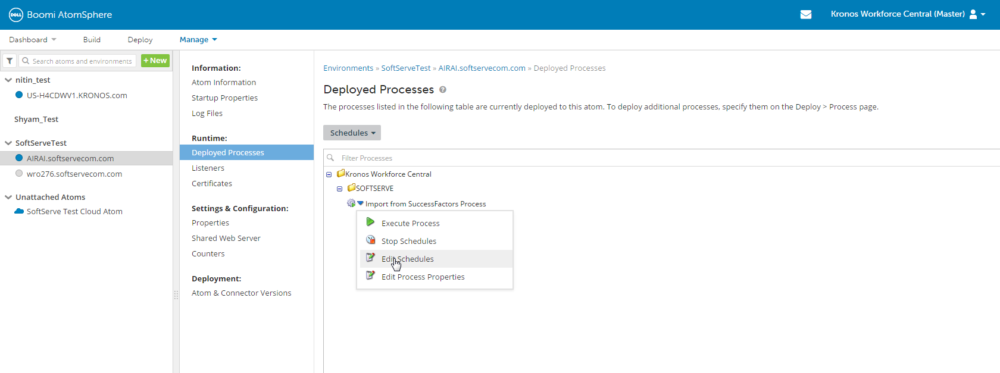 DELL Boomi AtomSphere
Kronos Workforce Central (Master)
Dashboard Build Deploy Manage
Search atoms and environments
+ New
nitin_test
US-H4CDWV1.KRONOS.com
Shyam_Test
SoftServeTest
AIRAI.softservecom.com
wro276.softservecom.com
Unattached Atoms
SoftServe Test Cloud Atom
Information:
Atom Information
Startup Properties
Log Files
Runtime:
Deployed Processes
Listeners
Certificates
Settings & Configuration:
Properties
Shared Web Server
Counters
Deployment:
Atom & Connector Versions
Environments » SoftServeTest » AIRAI.softservecom.com » Deployed Processes
Deployed Processes ?
The processes listed in the following table are currently deployed to this atom. To deploy additional processes, specify them on the Deploy > Process page.
Schedules
Filter Processes
Kronos Workforce Central
SOFTSERVE
Import from SuccessFactors Process
Execute Process
Stop Schedules
Edit Schedules
Edit Process Properties